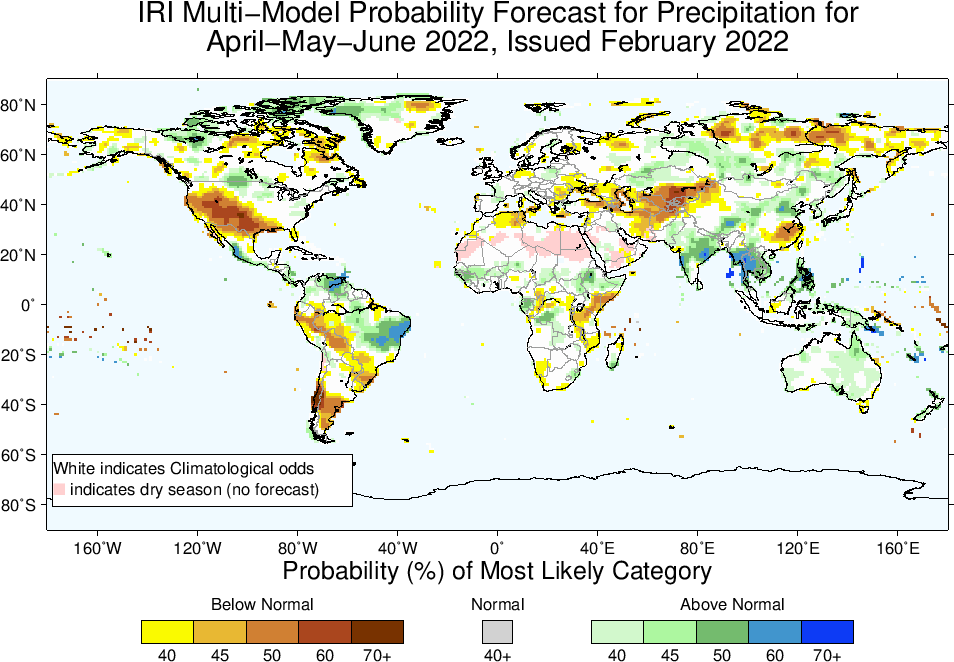 IRI Multi−Model Probability Forecast for Precipitation for
April−May−June 2022, Issued February 2022
80˚N
60˚N
40˚N
20˚N
0˚
20˚S
40˚S
60˚S
80˚S
White indicates Climatological odds
indicates dry season (no forecast)
160˚W 120˚W 80˚W 40˚W 0˚ 40˚E 80˚E 120˚E 160˚E
Probability (%) of Most Likely Category
Below Normal Normal Above Normal
40 45 50 60 70+ 40+ 40 45 50 60 70+